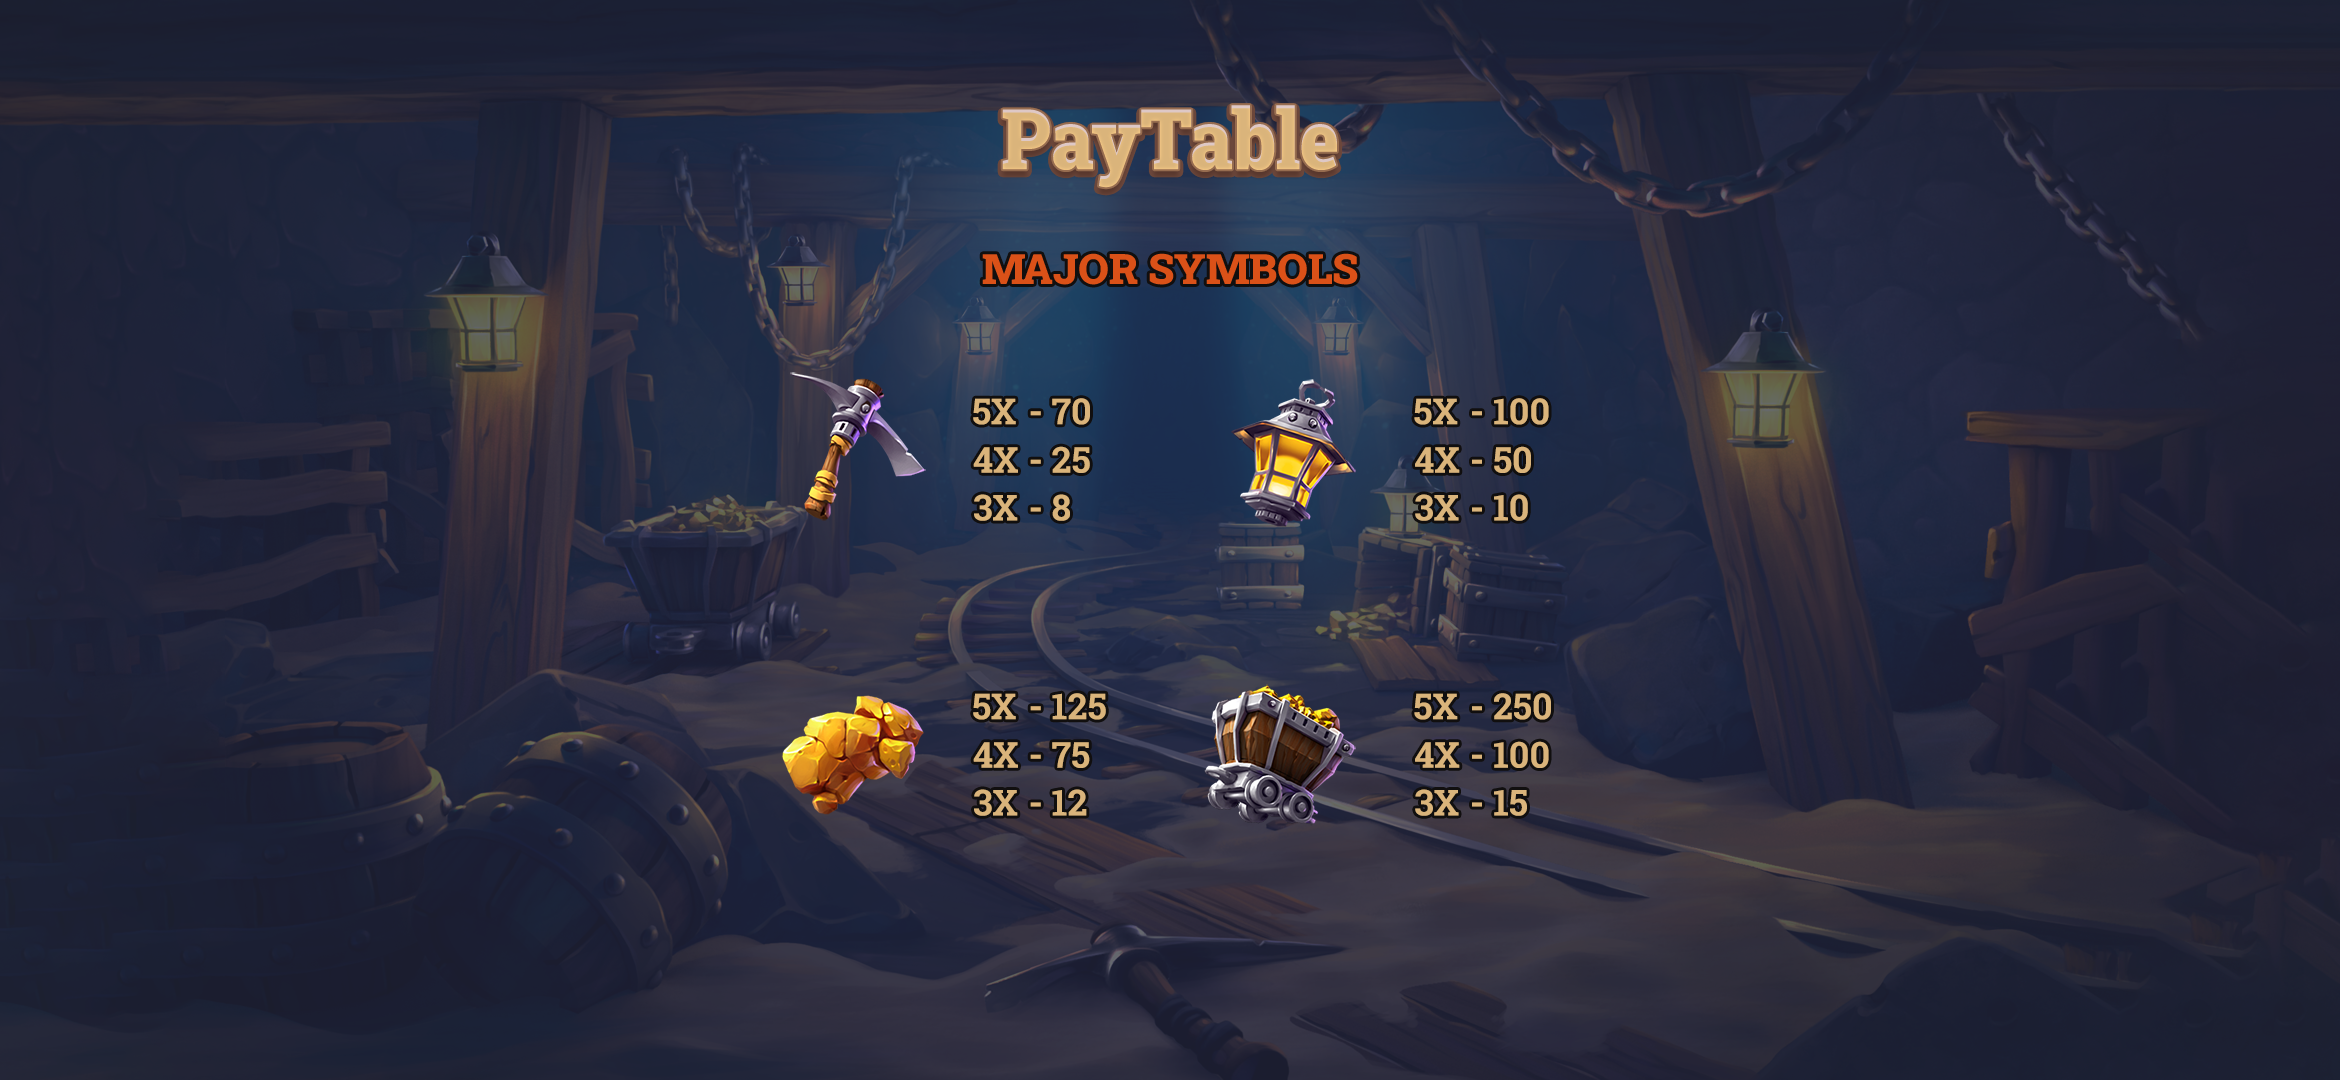 PayTable
MAJOR SYMBOLS
5X - 70
4X - 25
3X - 8
5X - 100
4X - 50
3X - 10
5X - 125
4X - 75
3X - 12
5X - 250
4X - 100
3X - 15